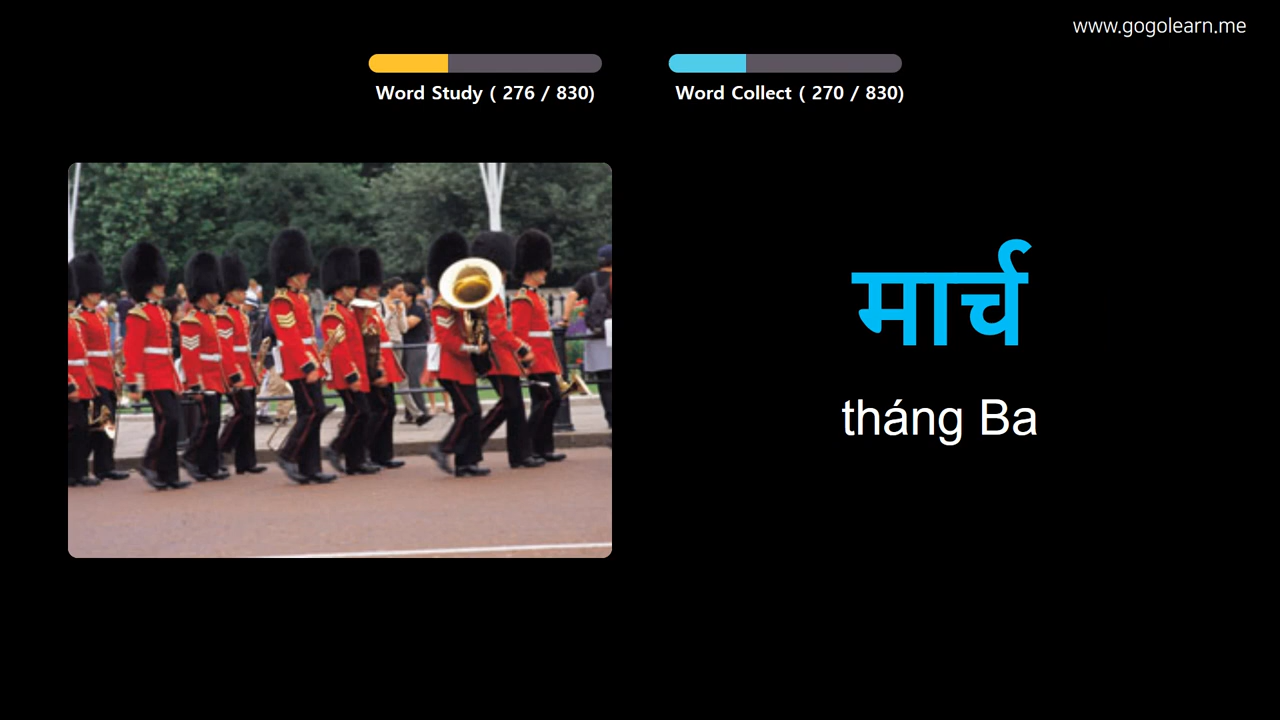 www.gogolearn.me
Word Study ( 276 / 830)
Word Collect ( 270 / 830)
मार्च
tháng Ba